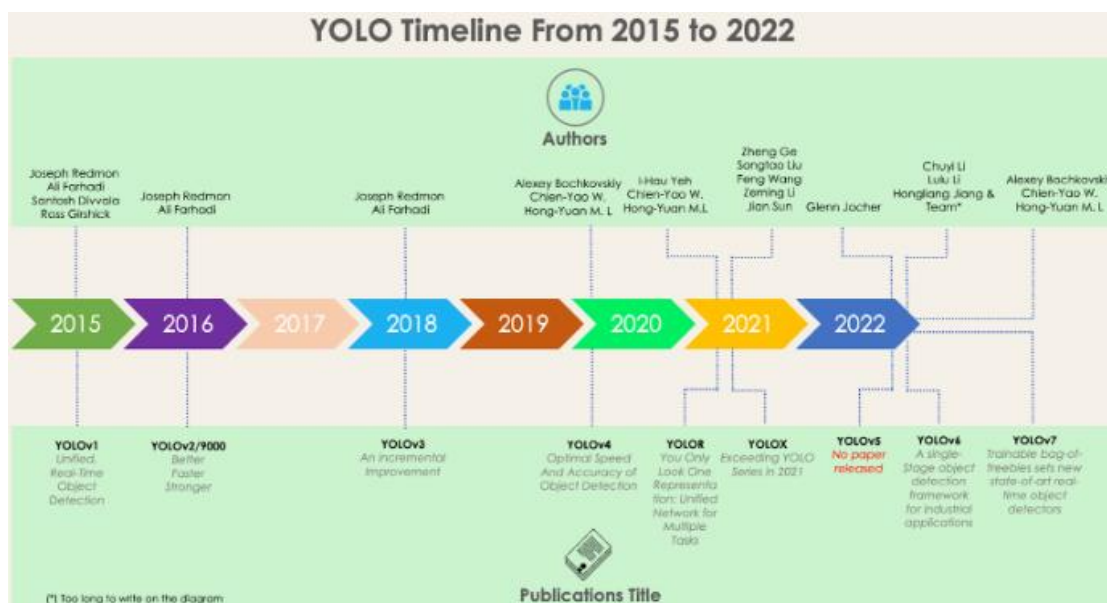 YOLO Timeline From 2015 to 2022
Authors
Joseph Redmon
Ali Farhadi
Santosh Divvala
Ross Girshick
Joseph Redmon
Ali Farhadi
Joseph Redmon
Ali Farhadi
Alexey Bochkovskiy
Chien-Yao W.
Hong-Yuan M. L
I-Hau Yeh
Chien-Yao W.
Hong-Yuan M.L
Zheng Ge
Songtao Liu
Feng Wang
Zeming Li
Jian Sun
Glenn Jocher
Chuyi Li
Lulu Li
Hongliang Jiang &
Team*
Alexey Bochkovski
Chien-Yao W.
Hong-Yuan M. L
2015
2016
2017
2018
2019
2020
2021
2022
YOLOv1
Unified,
Real-Time
Object
Detection
YOLOv2/9000
Better
Faster
Stronger
YOLOv3
An Incremental
Improvement
YOLOv4
Optimal Speed
And Accuracy of
Object Detection
YOLOR
You Only
Look One
Representa
tion: Unified
Network for
Multiple
Tasks
YOLOX
Exceeding YOLO
Series in 2021
YOLOv5
No paper
released
YOLOv6
A single-
Stage object
detection
framework
for industrial
applications
YOLOv7
Trainable bag-of-
freebies sets new
state-of-art real-
time object
detectors
Publications Title
(*) Too long to write on the diagram